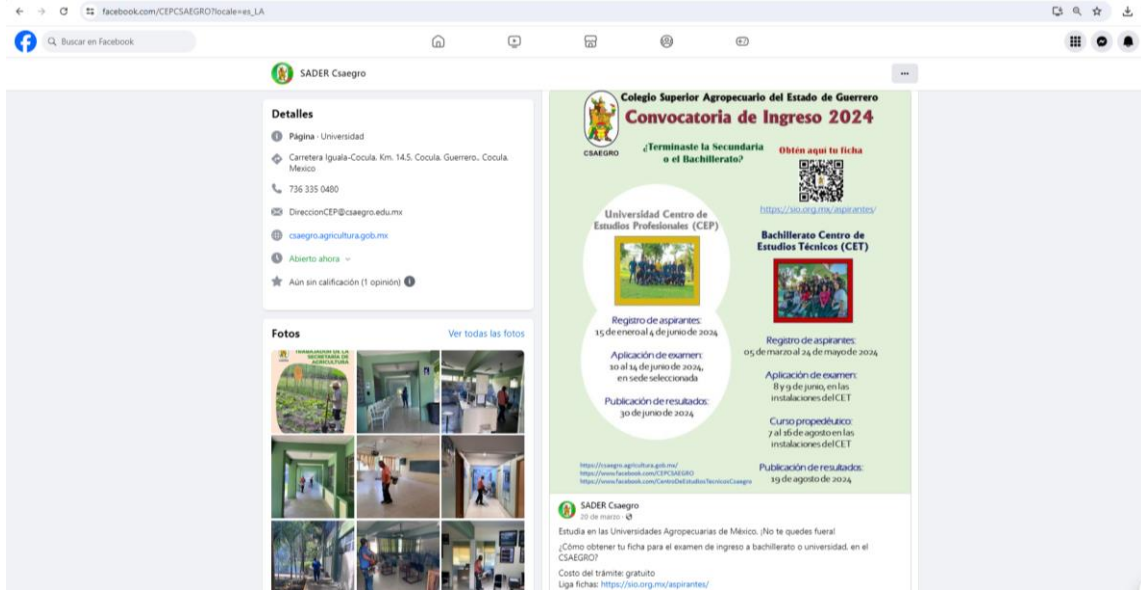 facebook.com/CEPCSAEGRO?locale=es_LA
Buscar en Facebook
SADER Csaegro
Detalles
Página · Universidad
Carretera Iguala-Cocula. Km. 14.5. Cocula. Guerrero., Cocula.
Mexico
736 335 0480
DireccionCEP@csaegro.edu.mx
csaegro.agricultura.gob.mx
Abierto ahora
Aún sin calificación (1 opinión)
Fotos
Ver todas las fotos
TRABAJADOR DE LA
SECRETARÍA DE
AGRICULTURA
Colegio Superior Agropecuario del Estado de Guerrero
Convocatoria de Ingreso 2024
CSAEGRO
¿Terminaste la Secundaria
o el Bachillerato?
Obtén aquí tu ficha
https://sio.org.mx/aspirantes/
Universidad Centro de
Estudios Profesionales (CEP)
Registro de aspirantes:
15 de enero al 4 de junio de 2024
Aplicación de examen:
10 al 14 de junio de 2024,
en sede seleccionada
Publicación de resultados:
30 de junio de 2024
Bachillerato Centro de
Estudios Técnicos (CET)
Registro de aspirantes:
05 de marzo al 24 de mayo de 2024
Aplicación de examen:
8 y 9 de junio, en las
instalaciones del CET
Curso propedéutico:
7 al 16 de agosto en las
instalaciones del CET
Publicación de resultados:
19 de agosto de 2024
https://csaegro.agricultura.gob.mx/
https://www.facebook.com/CEPCSAEGRO
https://www.facebook.com/CentroDeEstudiosTecnicosCsaegro
SADER Csaegro
20 de marzo ·
Estudia en las Universidades Agropecuarias de México. ¡No te quedes fuera!
¿Cómo obtener tu ficha para el examen de ingreso a bachillerato o universidad, en el
CSAEGRO?
Costo del trámite: gratuito
Liga fichas: https://sio.org.mx/aspirantes/